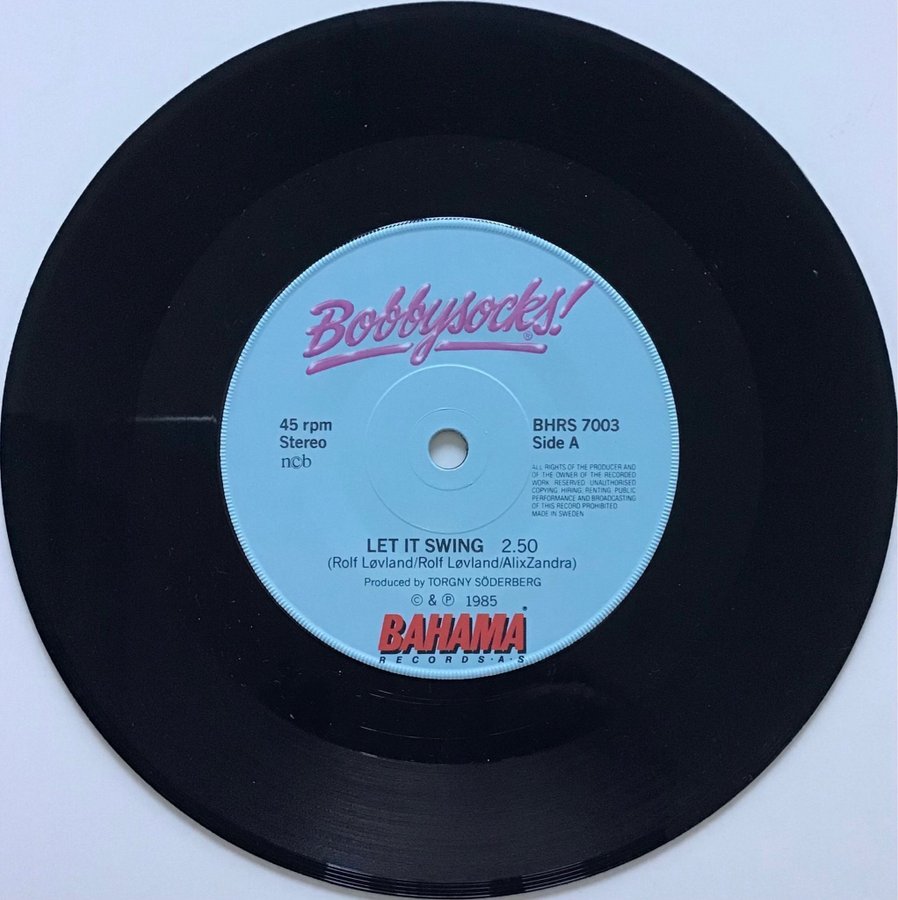 Bobbysocks!
®
45 rpm
Stereo
ncb
BHRS 7003
Side A
ALL RIGHTS OF THE PRODUCER AND
OF THE OWNER OF THE RECORDED
WORK RESERVED UNAUTHORISED
COPYING HIRING, RENTING, PUBLIC
PERFORMANCE AND BROADCASTING
OF THIS RECORD PROHIBITED
MADE IN SWEDEN
LET IT SWING 2.50
(Rolf Løvland/Rolf Løvland/AlixZandra)
Produced by TORGNY SÖDERBERG
© & ℗ 1985
BAHAMA®
RECORDS·A·S